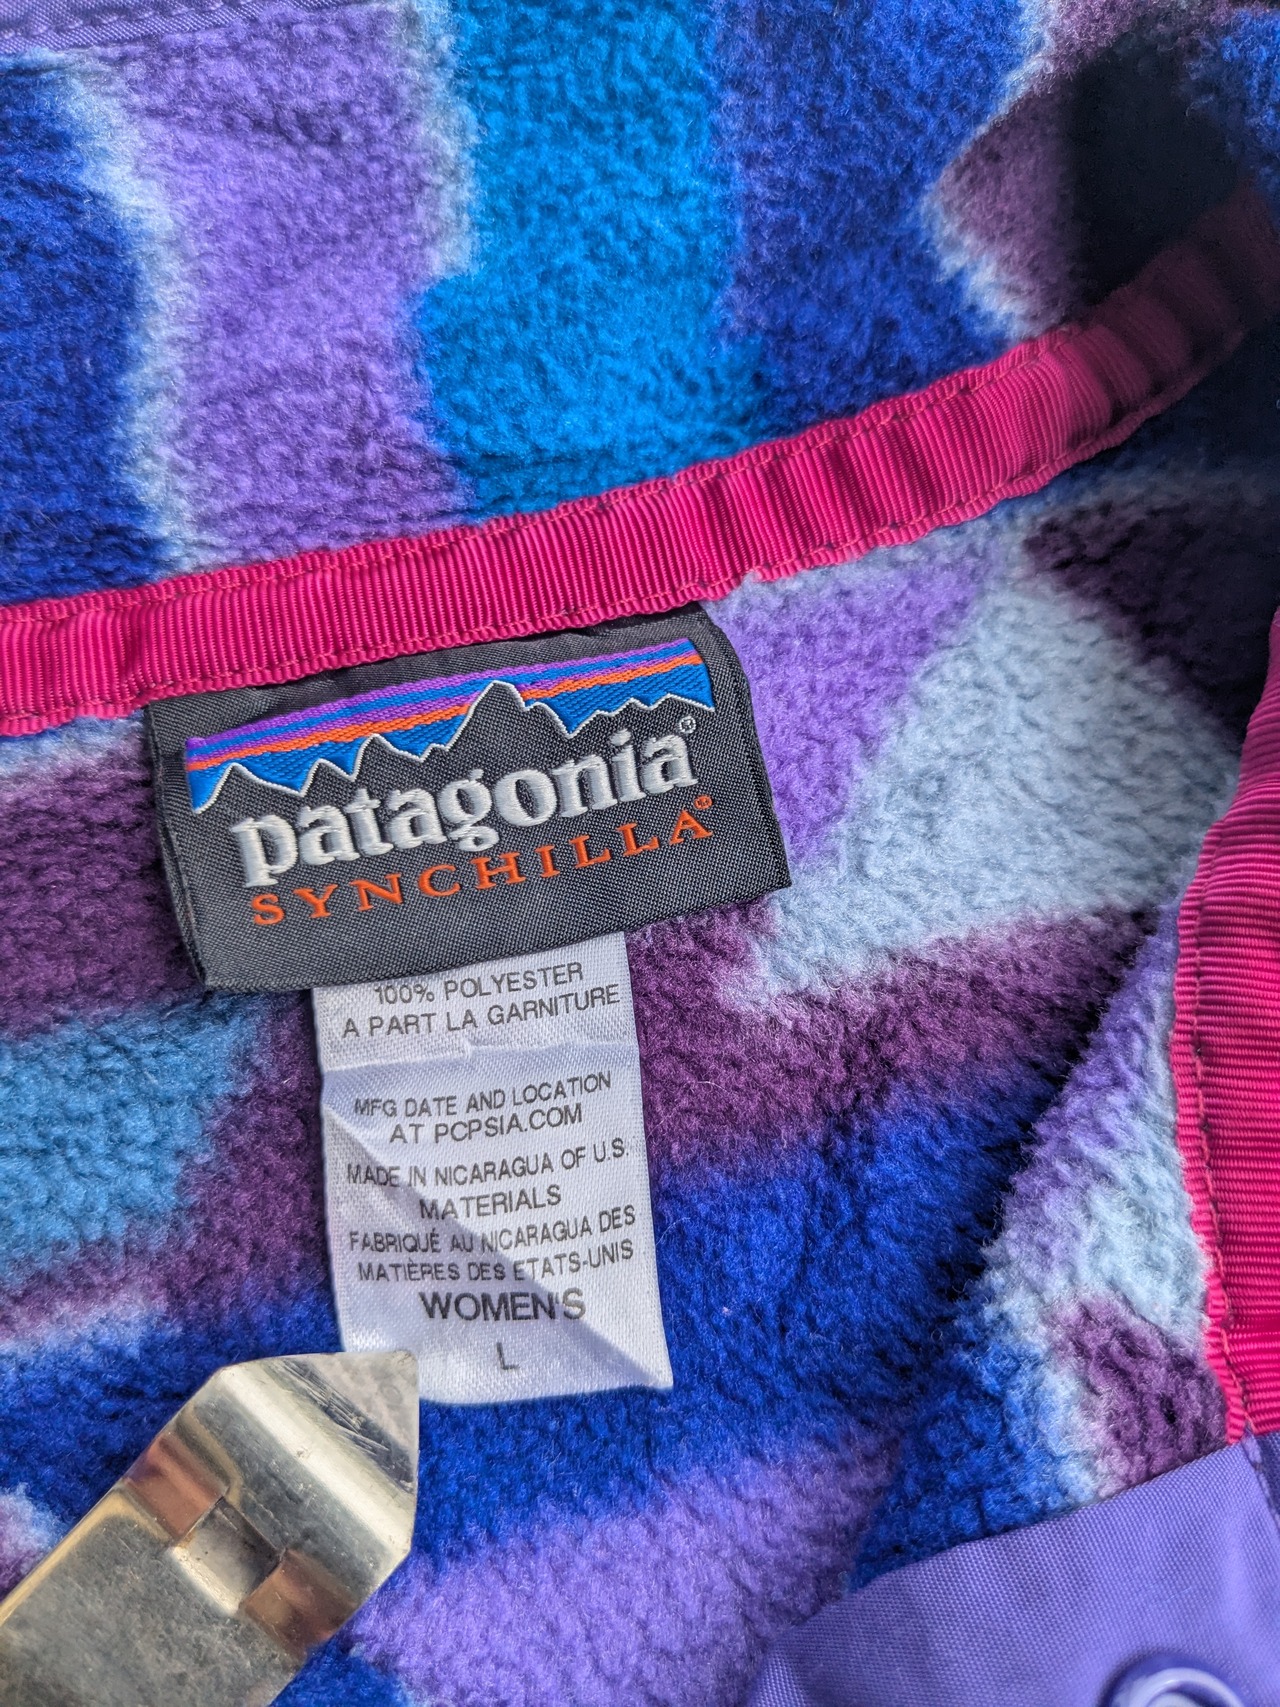 patagonia®
SYNCHILLA®
100% POLYESTER
A PART LA GARNITURE
MFG DATE AND LOCATION
AT PCPSIA.COM
MADE IN NICARAGUA OF U.S.
MATERIALS
FABRIQUÉ AU NICARAGUA DES
MATIÈRES DES ETATS-UNIS
WOMEN'S
L